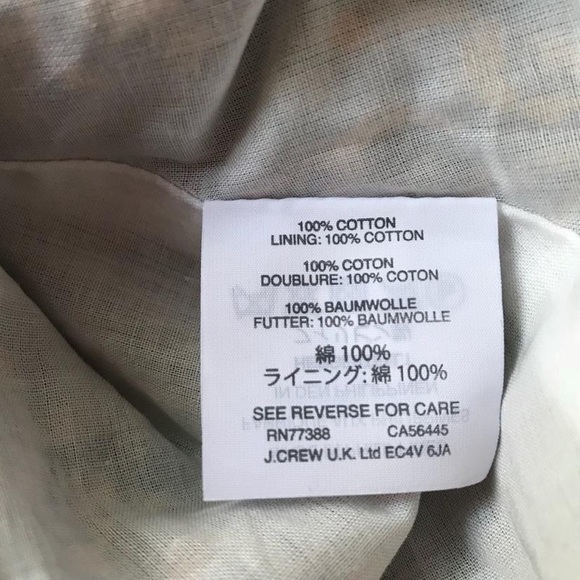 100% COTTON
LINING: 100% COTTON
100% COTON
DOUBLURE: 100% COTON
100% BAUMWOLLE
FUTTER: 100% BAUMWOLLE
綿 100%
ライニング: 綿 100%
SEE REVERSE FOR CARE
RN77388 CA56445
J.CREW U.K. Ltd EC4V 6JA